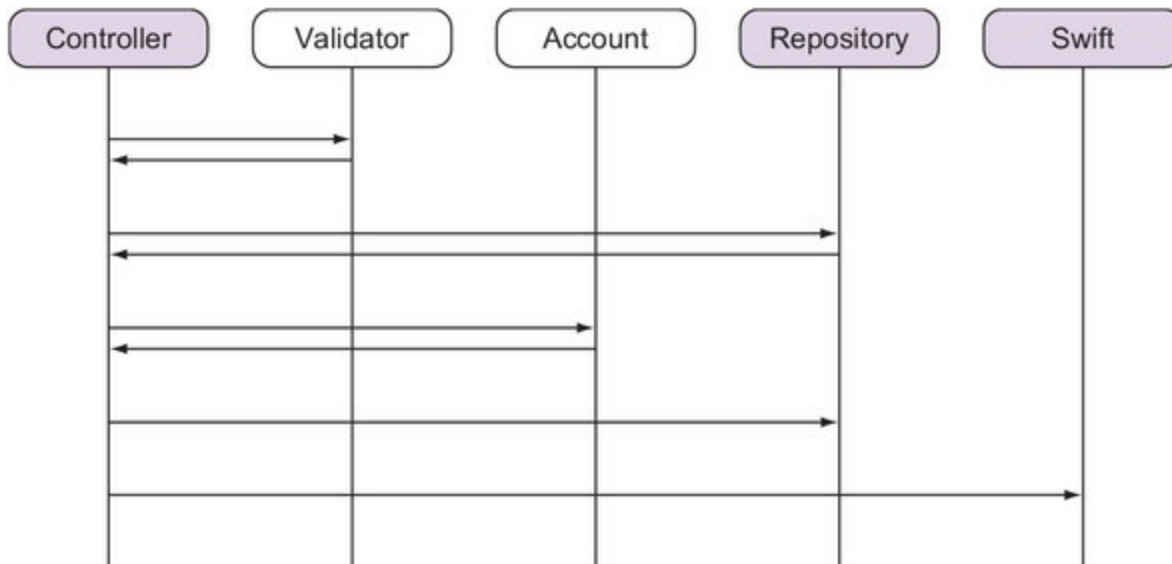 Controller
Validator
Account
Repository
Swift